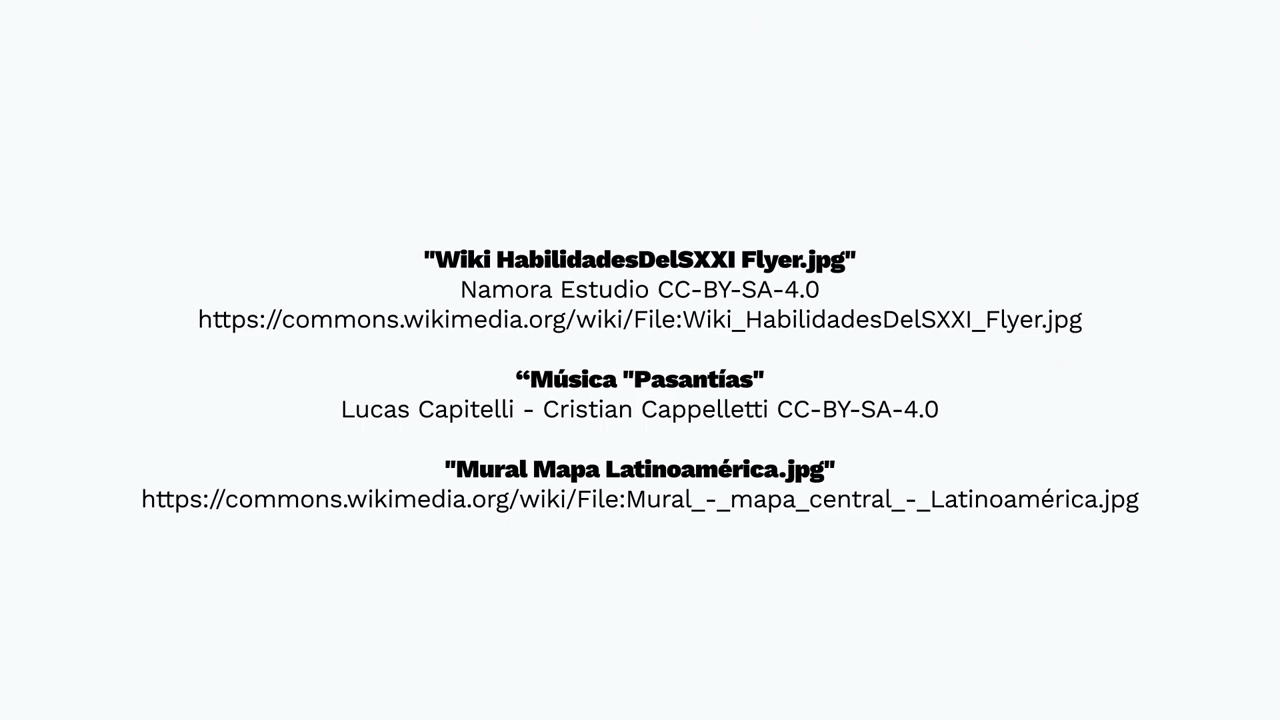 "Wiki HabilidadesDelSXXI Flyer.jpg"
Namora Estudio CC-BY-SA-4.0
https://commons.wikimedia.org/wiki/File:Wiki_HabilidadesDelSXXI_Flyer.jpg
“Música "Pasantías"
Lucas Capitelli - Cristian Cappelletti CC-BY-SA-4.0
"Mural Mapa Latinoamérica.jpg"
https://commons.wikimedia.org/wiki/File:Mural_-_mapa_central_-_Latinoamérica.jpg